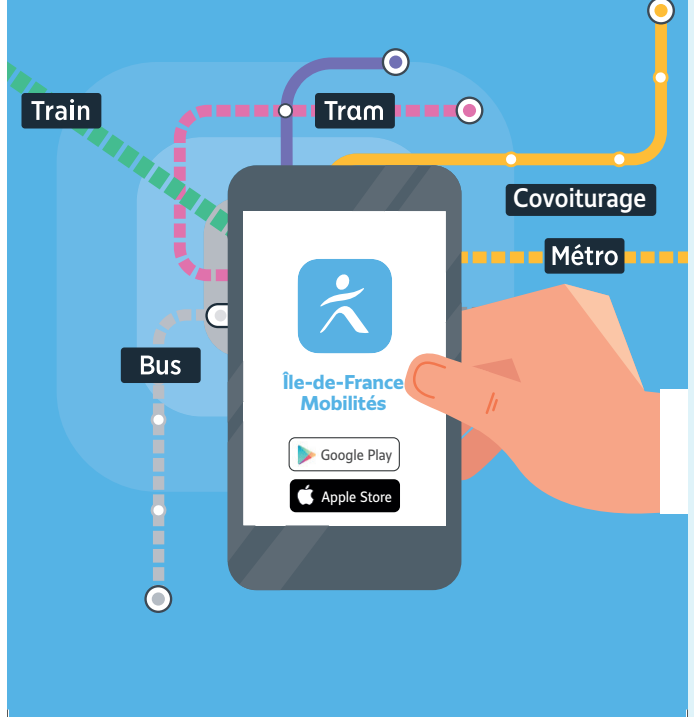 Train
Tram
Covoiturage
Métro
Bus
Île-de-France
Mobilités
Google Play
Apple Store